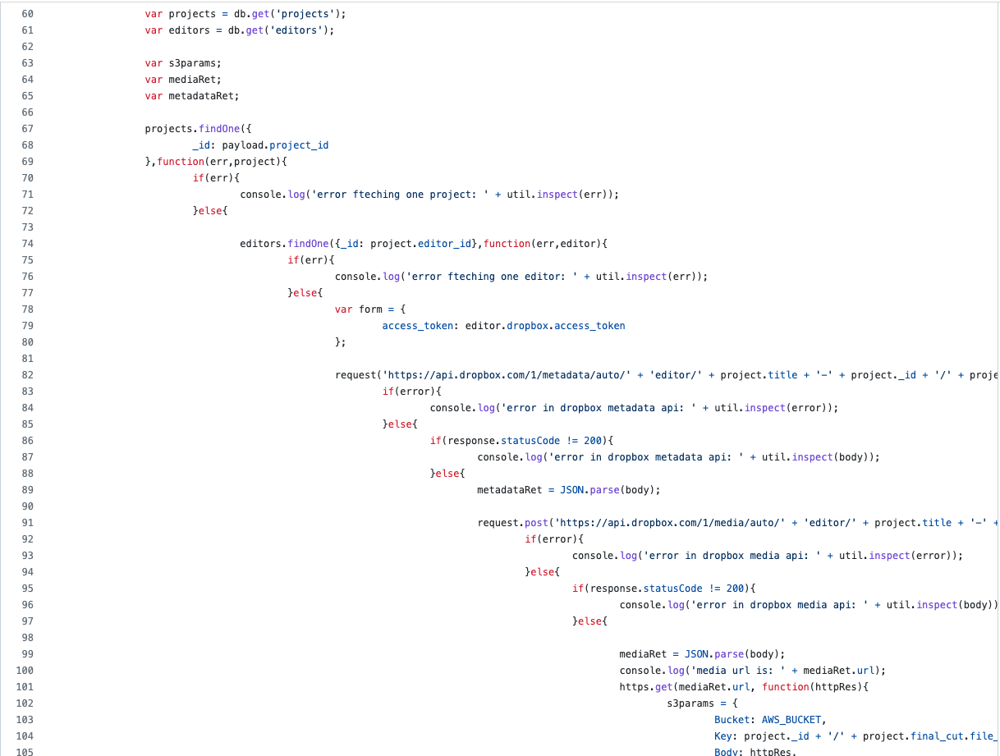 60 var projects = db.get('projects');
61 var editors = db.get('editors');
62
63 var s3params;
64 var mediaRet;
65 var metadataRet;
66
67 projects.findOne({
68 _id: payload.project_id
69 },function(err,project){
70 if(err){
71 console.log('error fteching one project: ' + util.inspect(err));
72 }else{
73
74 editors.findOne({_id: project.editor_id},function(err,editor){
75 if(err){
76 console.log('error fteching one editor: ' + util.inspect(err));
77 }else{
78 var form = {
79 access_token: editor.dropbox.access_token
80 };
81
82 request('https://api.dropbox.com/1/metadata/auto/' + 'editor/' + project.title + '-' + project._id + '/' + proje
83 if(error){
84 console.log('error in dropbox metadata api: ' + util.inspect(error));
85 }else{
86 if(response.statusCode != 200){
87 console.log('error in dropbox metadata api: ' + util.inspect(body));
88 }else{
89 metadataRet = JSON.parse(body);
90
91 request.post('https://api.dropbox.com/1/media/auto/' + 'editor/' + project.title + '-' +
92 if(error){
93 console.log('error in dropbox media api: ' + util.inspect(error));
94 }else{
95 if(response.statusCode != 200){
96 console.log('error in dropbox media api: ' + util.inspect(body))
97 }else{
98
99 mediaRet = JSON.parse(body);
100 console.log('media url is: ' + mediaRet.url);
101 https.get(mediaRet.url, function(httpRes){
102 s3params = {
103 Bucket: AWS_BUCKET,
104 Key: project._id + '/' + project.final_cut.file_
105 Body: httpRes,